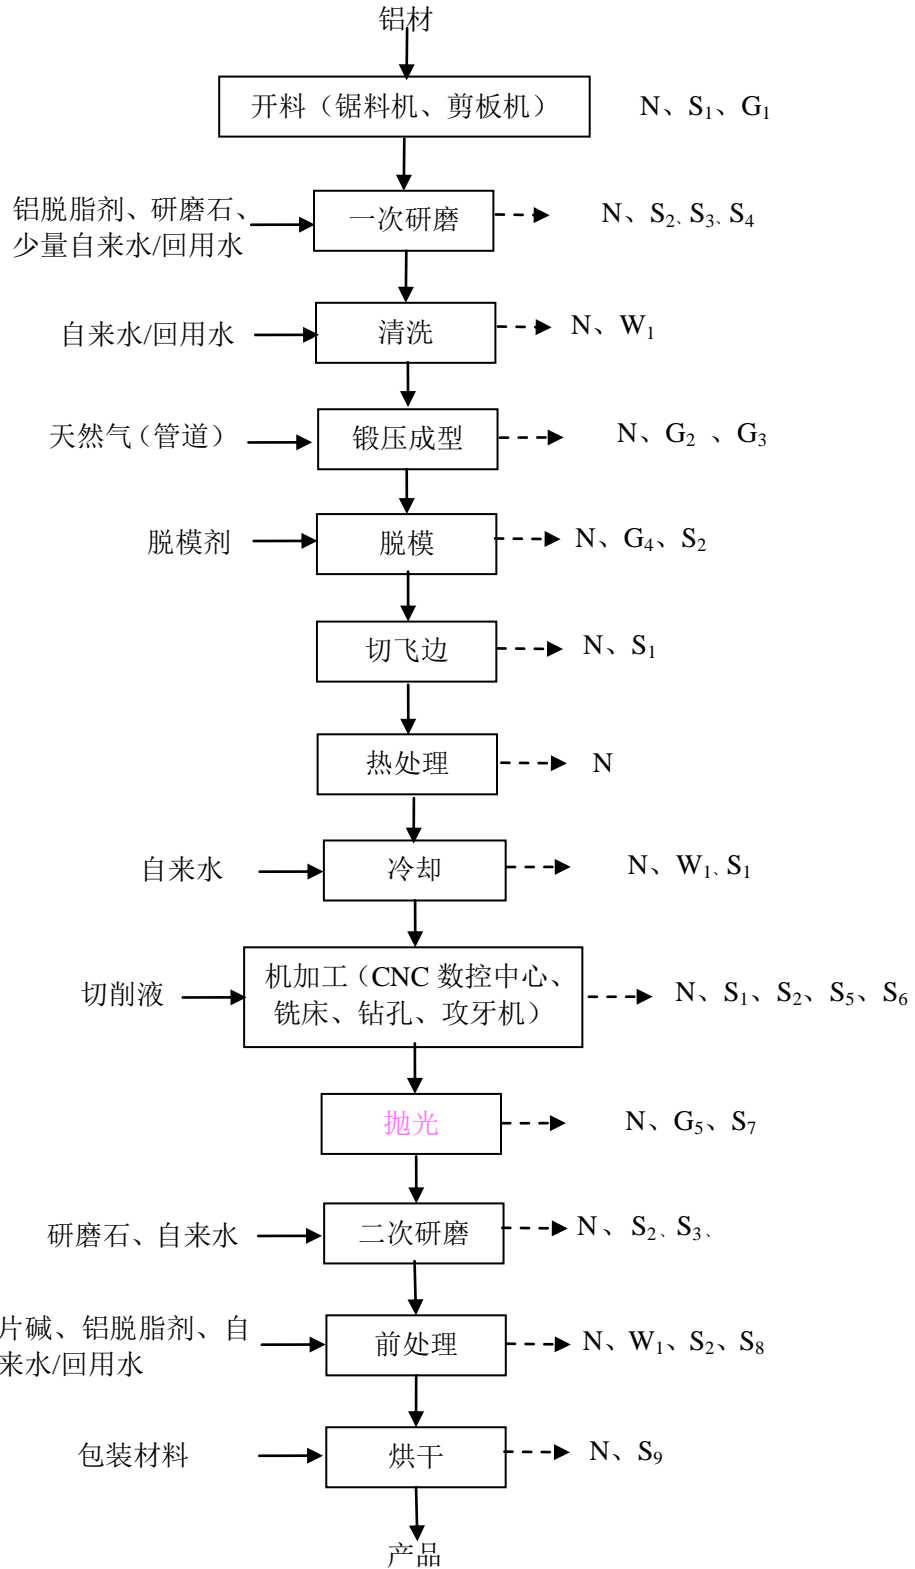 铝材
开料（锯料机、剪板机）
N、S₁、G₁
铝脱脂剂、研磨石、
少量自来水/回用水
一次研磨
N、S₂、S₃、S₄
自来水/回用水
清洗
N、W₁
天然气（管道）
锻压成型
N、G₂ 、G₃
脱模剂
脱模
N、G₄、S₂
切飞边
N、S₁
热处理
N
自来水
冷却
N、W₁、S₁
切削液
机加工（CNC 数控中心、
铣床、钻孔、攻牙机）
N、S₁、S₂、S₅、S₆
抛光
N、G₅、S₇
研磨石、自来水
二次研磨
N、S₂、S₃、
片碱、铝脱脂剂、自
来水/回用水
前处理
N、W₁、S₂、S₈
包装材料
烘干
N、S₉
产品